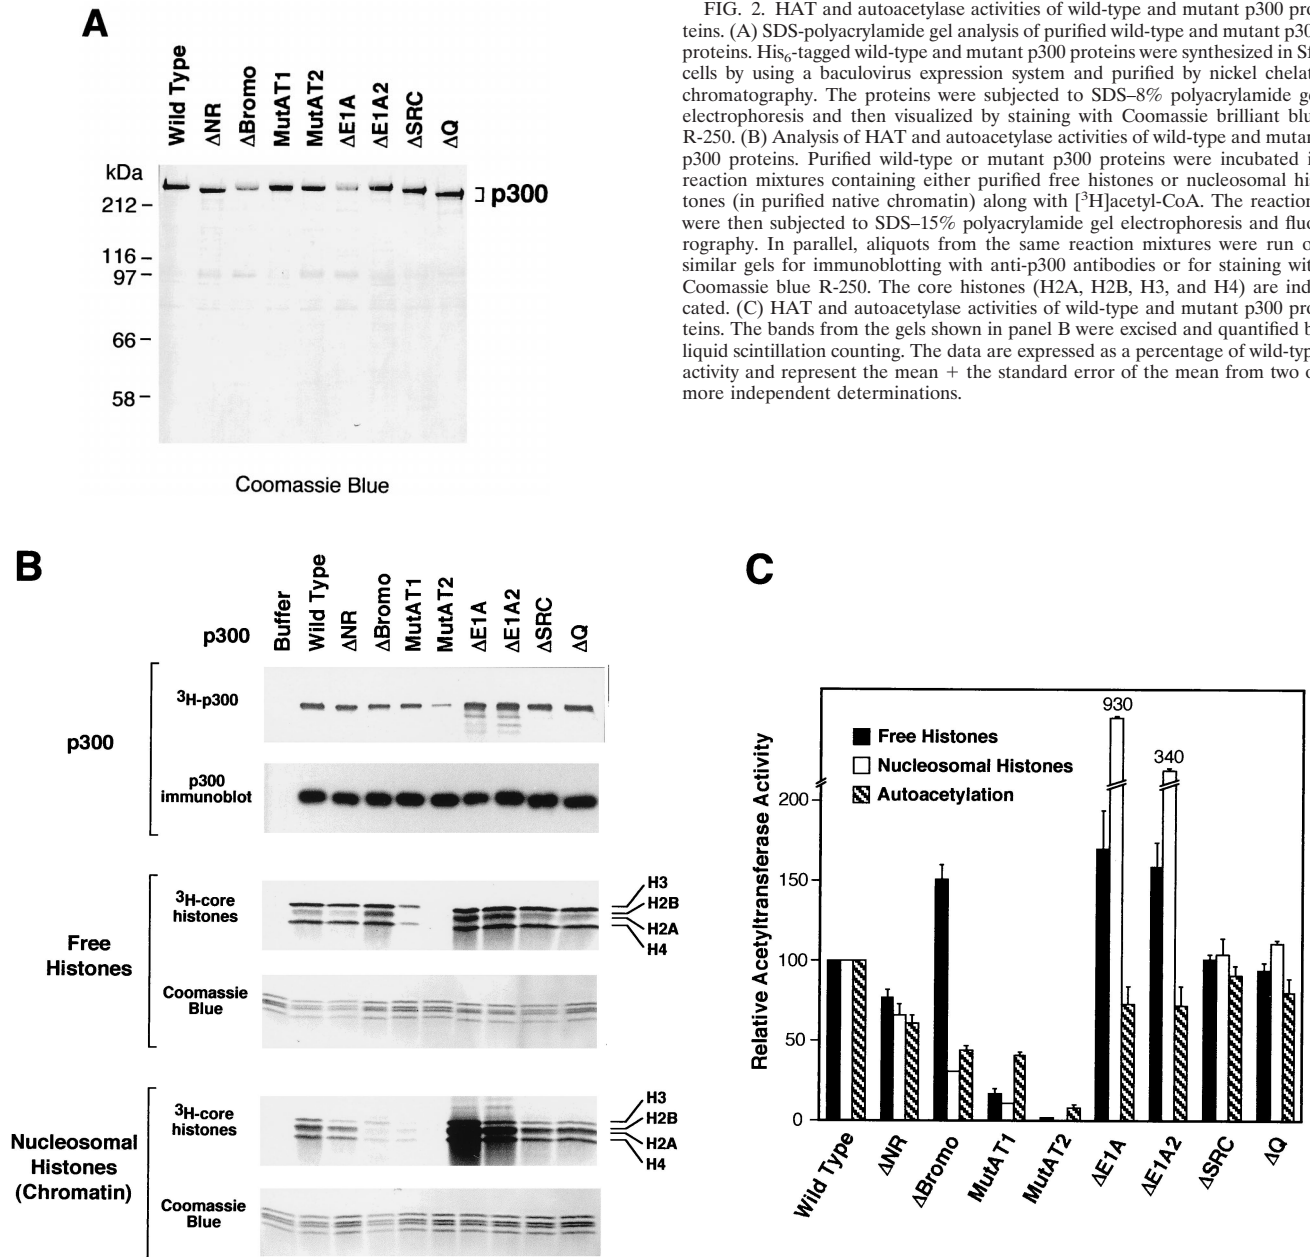 A
Wild Type
ΔNR
ΔBromo
MutAT1
MutAT2
ΔE1A
ΔE1A2
ΔSRC
ΔQ
kDa
212
116
97
66
58
p300
Coomassie Blue
FIG. 2. HAT and autoacetylase activities of wild-type and mutant p300 pro
teins. (A) SDS-polyacrylamide gel analysis of purified wild-type and mutant p30
proteins. His6-tagged wild-type and mutant p300 proteins were synthesized in Sf
cells by using a baculovirus expression system and purified by nickel chelat
chromatography. The proteins were subjected to SDS–8% polyacrylamide ge
electrophoresis and then visualized by staining with Coomassie brilliant blu
R-250. (B) Analysis of HAT and autoacetylase activities of wild-type and mutan
p300 proteins. Purified wild-type or mutant p300 proteins were incubated i
reaction mixtures containing either purified free histones or nucleosomal hi
tones (in purified native chromatin) along with [3H]acetyl-CoA. The reaction
were then subjected to SDS–15% polyacrylamide gel electrophoresis and fluo
rography. In parallel, aliquots from the same reaction mixtures were run o
similar gels for immunoblotting with anti-p300 antibodies or for staining wit
Coomassie blue R-250. The core histones (H2A, H2B, H3, and H4) are ind
cated. (C) HAT and autoacetylase activities of wild-type and mutant p300 pro
teins. The bands from the gels shown in panel B were excised and quantified b
liquid scintillation counting. The data are expressed as a percentage of wild-typ
activity and represent the mean + the standard error of the mean from two o
more independent determinations.
B
p300
Buffer
Wild Type
ΔNR
ΔBromo
MutAT1
MutAT2
ΔE1A
ΔE1A2
ΔSRC
ΔQ
p300
3H-p300
p300
immunoblot
Free
Histones
3H-core
histones
H3
H2B
H2A
H4
Coomassie
Blue
Nucleosomal
Histones
(Chromatin)
3H-core
histones
H3
H2B
H2A
H4
Coomassie
Blue
C
Relative Acetyltransferase Activity
200
150
100
50
0
Free Histones
Nucleosomal Histones
Autoacetylation
930
340
Wild Type
ΔNR
ΔBromo
MutAT1
MutAT2
ΔE1A
ΔE1A2
ΔSRC
ΔQ